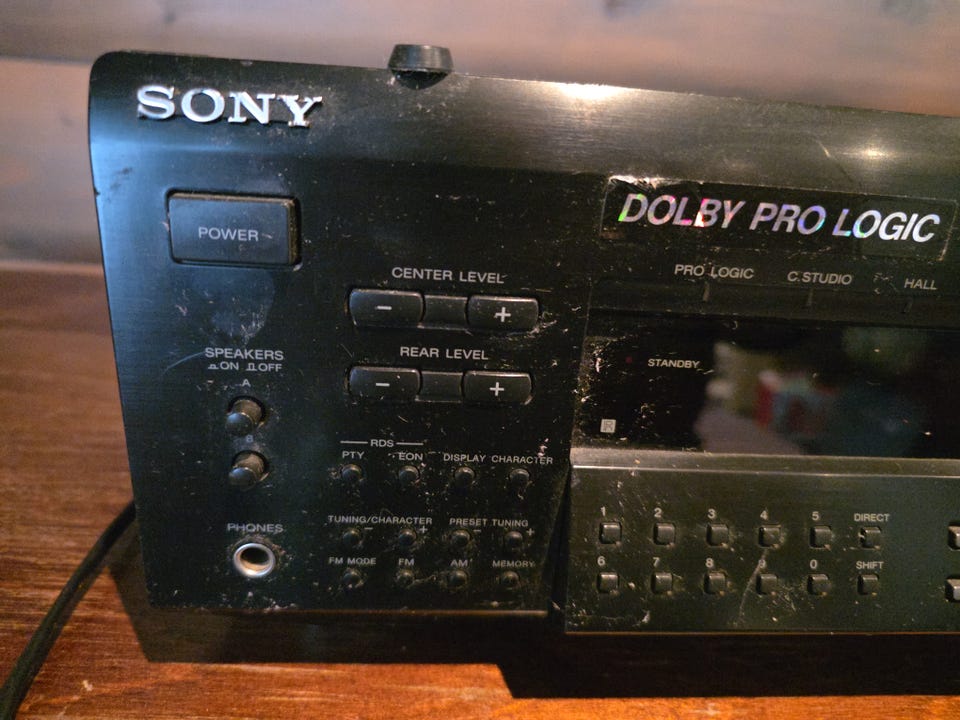 SONY
POWER
DOLBY PRO LOGIC
PRO LOGIC C.STUDIO HALL
CENTER LEVEL
− +
REAR LEVEL
− +
STANDBY
SPEAKERS
ON OFF
A
B
PHONES
RDS
PTY EON DISPLAY CHARACTER
TUNING/CHARACTER PRESET TUNING
− + − +
FM MODE FM AM MEMORY
R
1 2 3 4 5 DIRECT
6 7 8 9 0 SHIFT